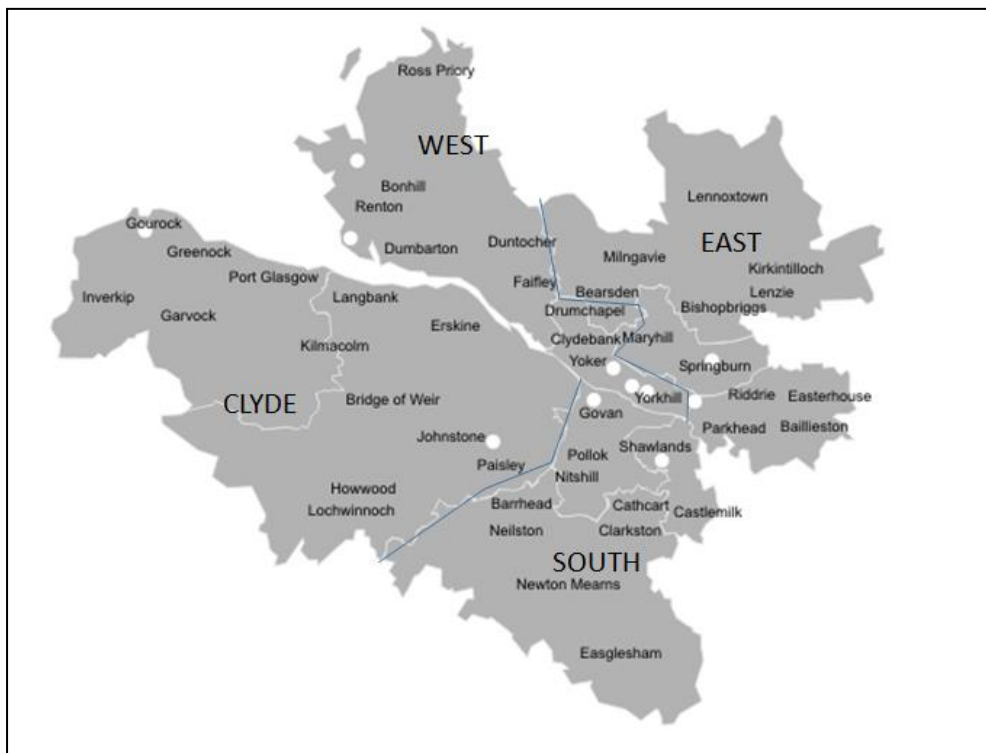 Ross Priory
WEST
Bonhill
Renton
Lennoxtown
Gourock
Greenock
Dumbarton
Duntocher
EAST
Milngavie
Port Glasgow
Faifley
Kirkintilloch
Inverkip
Langbank
Bearsden
Lenzie
Garvock
Drumchapel
Bishopbriggs
Erskine
Kilmacolm
Clydebank
Maryhill
Yoker
Springburn
CLYDE
Bridge of Weir
Yorkhill
Riddrie
Easterhouse
Govan
Johnstone
Shawlands
Parkhead
Baillieston
Paisley
Pollok
Nitshill
Howwood
Lochwinnoch
Barrhead
Cathcart
Castlemilk
Neilston
Clarkston
SOUTH
Newton Mearns
Easglesham